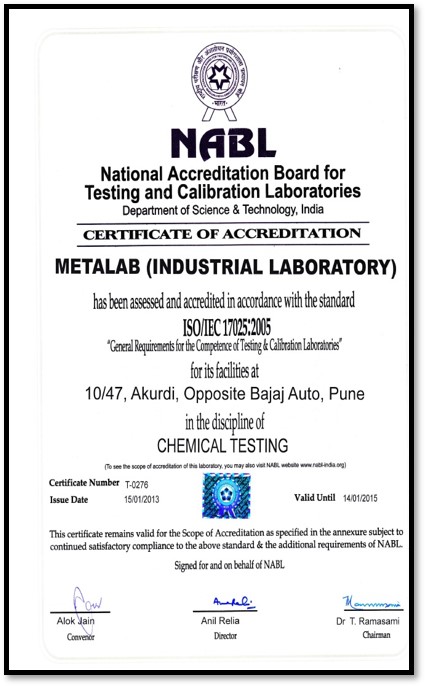 NABL
National Accreditation Board for
Testing and Calibration Laboratories
Department of Science & Technology, India
CERTIFICATE OF ACCREDITATION
METALAB (INDUSTRIAL LABORATORY)
has been assessed and accredited in accordance with the standard
ISO/IEC 17025:2005
"General Requirements for the Competence of Testing & Calibration Laboratories"
for its facilities at
10/47, Akurdi, Opposite Bajaj Auto, Pune
in the discipline of
CHEMICAL TESTING
(To see the scope of accreditation of this laboratory, you may also visit NABL website www.nabl-india.org)
Certificate Number T-0276
Issue Date 15/01/2013 Valid Until 14/01/2015
This certificate remains valid for the Scope of Accreditation as specified in the annexure subject to
continued satisfactory compliance to the above standard & the additional requirements of NABL.
Signed for and on behalf of NABL
Alok Jain Anil Relia Dr T. Ramasami
Convenor Director Chairman